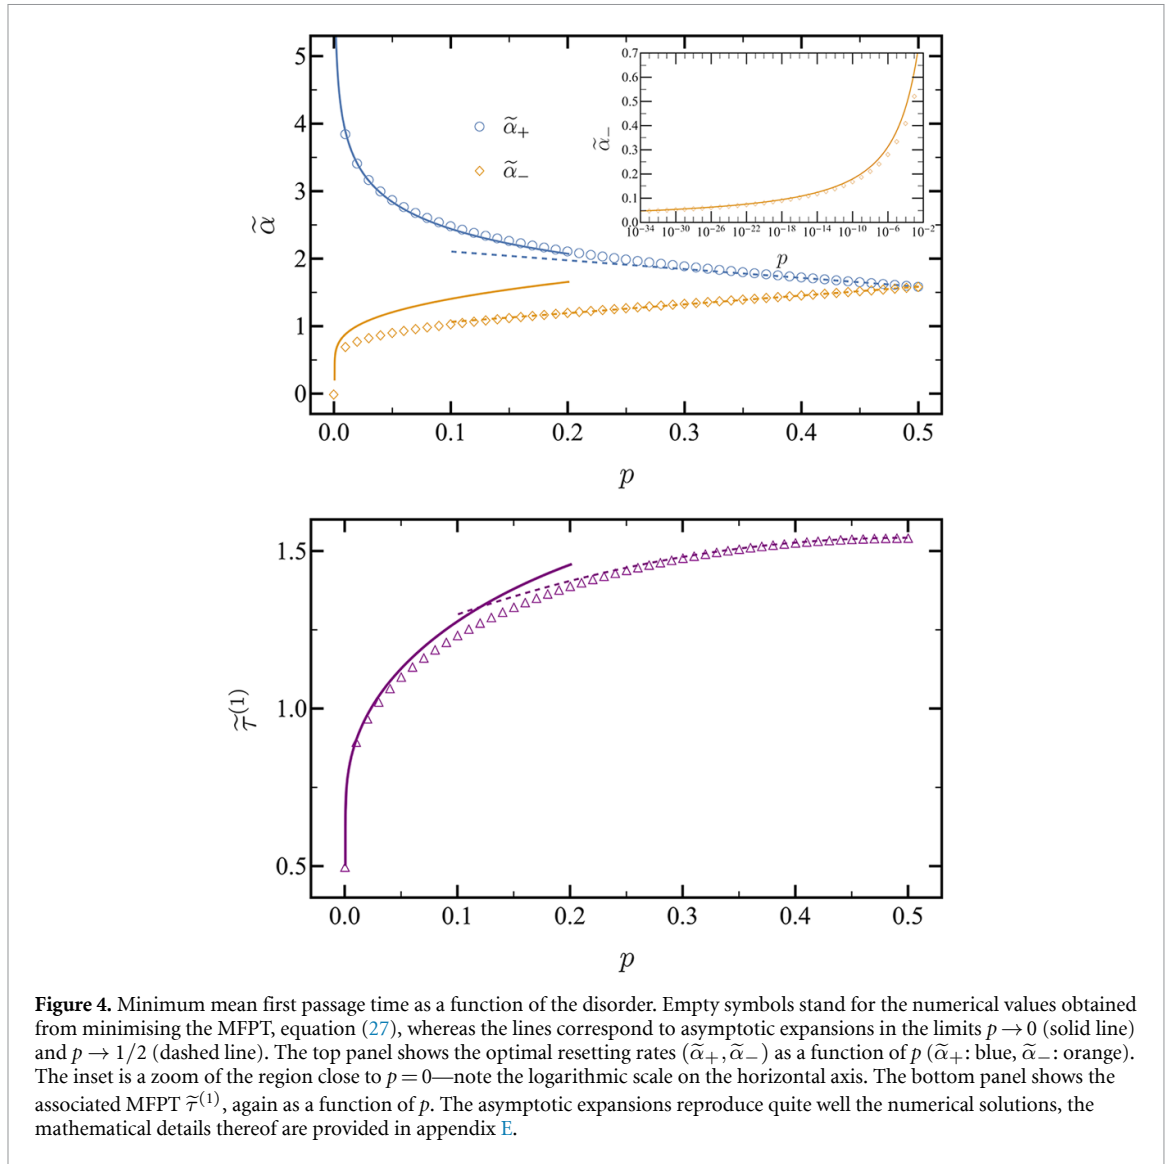 5
4
3
2
1
0
α̃
α̃₊
α̃₋
0.7
0.6
0.5
0.4
0.3
0.2
0.1
0.0
α̃₋
10⁻³⁴ 10⁻³⁰ 10⁻²⁶ 10⁻²² 10⁻¹⁸ 10⁻¹⁴ 10⁻¹⁰ 10⁻⁶ 10⁻²
p
0.0 0.1 0.2 0.3 0.4 0.5
p
1.5
1.0
0.5
τ̃⁽¹⁾
0.0 0.1 0.2 0.3 0.4 0.5
p
Figure 4. Minimum mean first passage time as a function of the disorder. Empty symbols stand for the numerical values obtained
from minimising the MFPT, equation (27), whereas the lines correspond to asymptotic expansions in the limits p → 0 (solid line)
and p → 1/2 (dashed line). The top panel shows the optimal resetting rates (α̃₊, α̃₋) as a function of p (α̃₊: blue, α̃₋: orange).
The inset is a zoom of the region close to p = 0—note the logarithmic scale on the horizontal axis. The bottom panel shows the
associated MFPT τ̃⁽¹⁾, again as a function of p. The asymptotic expansions reproduce quite well the numerical solutions, the
mathematical details thereof are provided in appendix E.